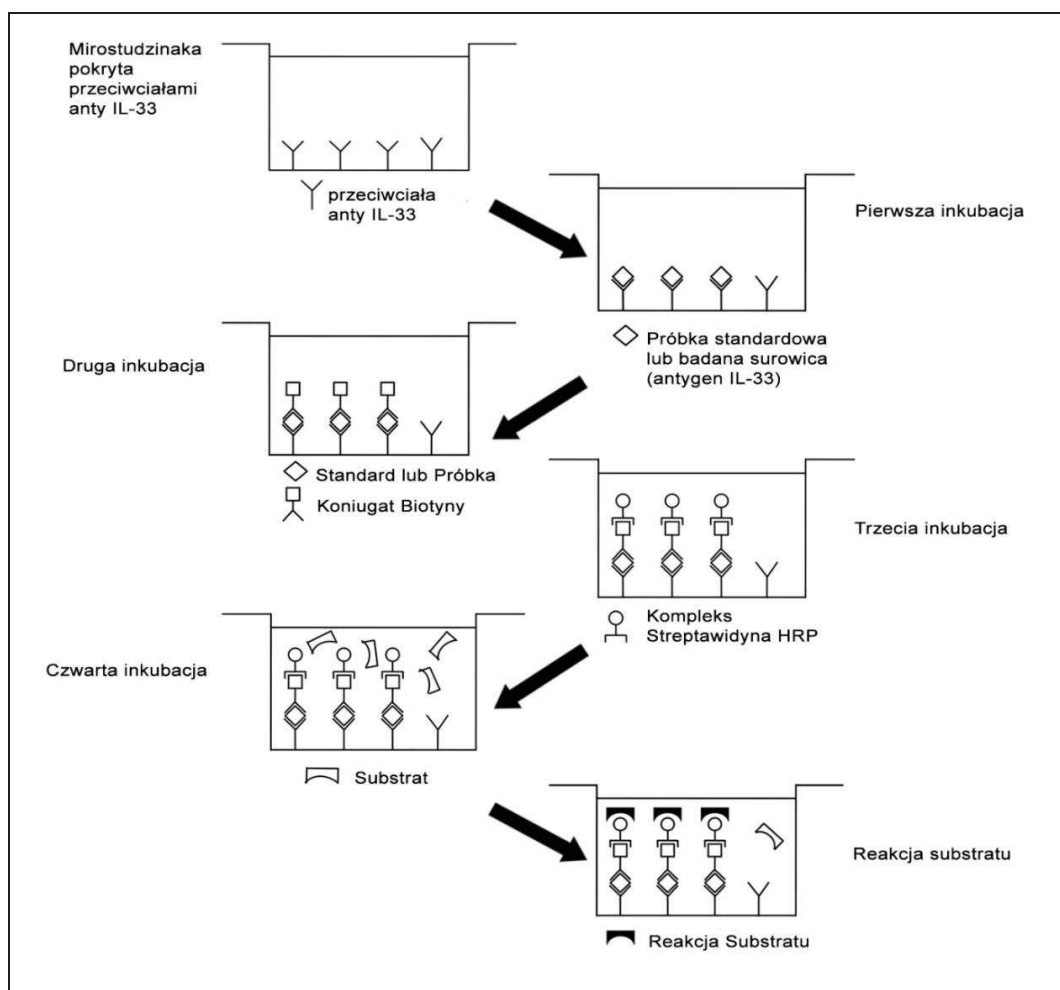 Mirostudzinaka
pokryta
przeciwciałami
anty IL-33
przeciwciała
anty IL-33
Pierwsza inkubacja
Próbka standardowa
lub badana surowica
(antygen IL-33)
Druga inkubacja
Standard lub Próbka
Koniugat Biotyny
Trzecia inkubacja
Kompleks
Streptawidyna HRP
Czwarta inkubacja
Substrat
Reakcja substratu
Reakcja Substratu